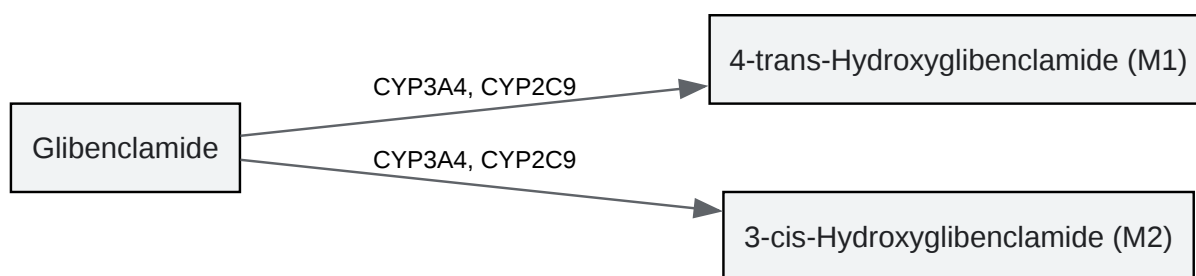 4-trans-Hydroxyglibenclamide (M1)
CYP3A4, CYP2C9
Glibenclamide
CYP3A4, CYP2C9
3-cis-Hydroxyglibenclamide (M2)